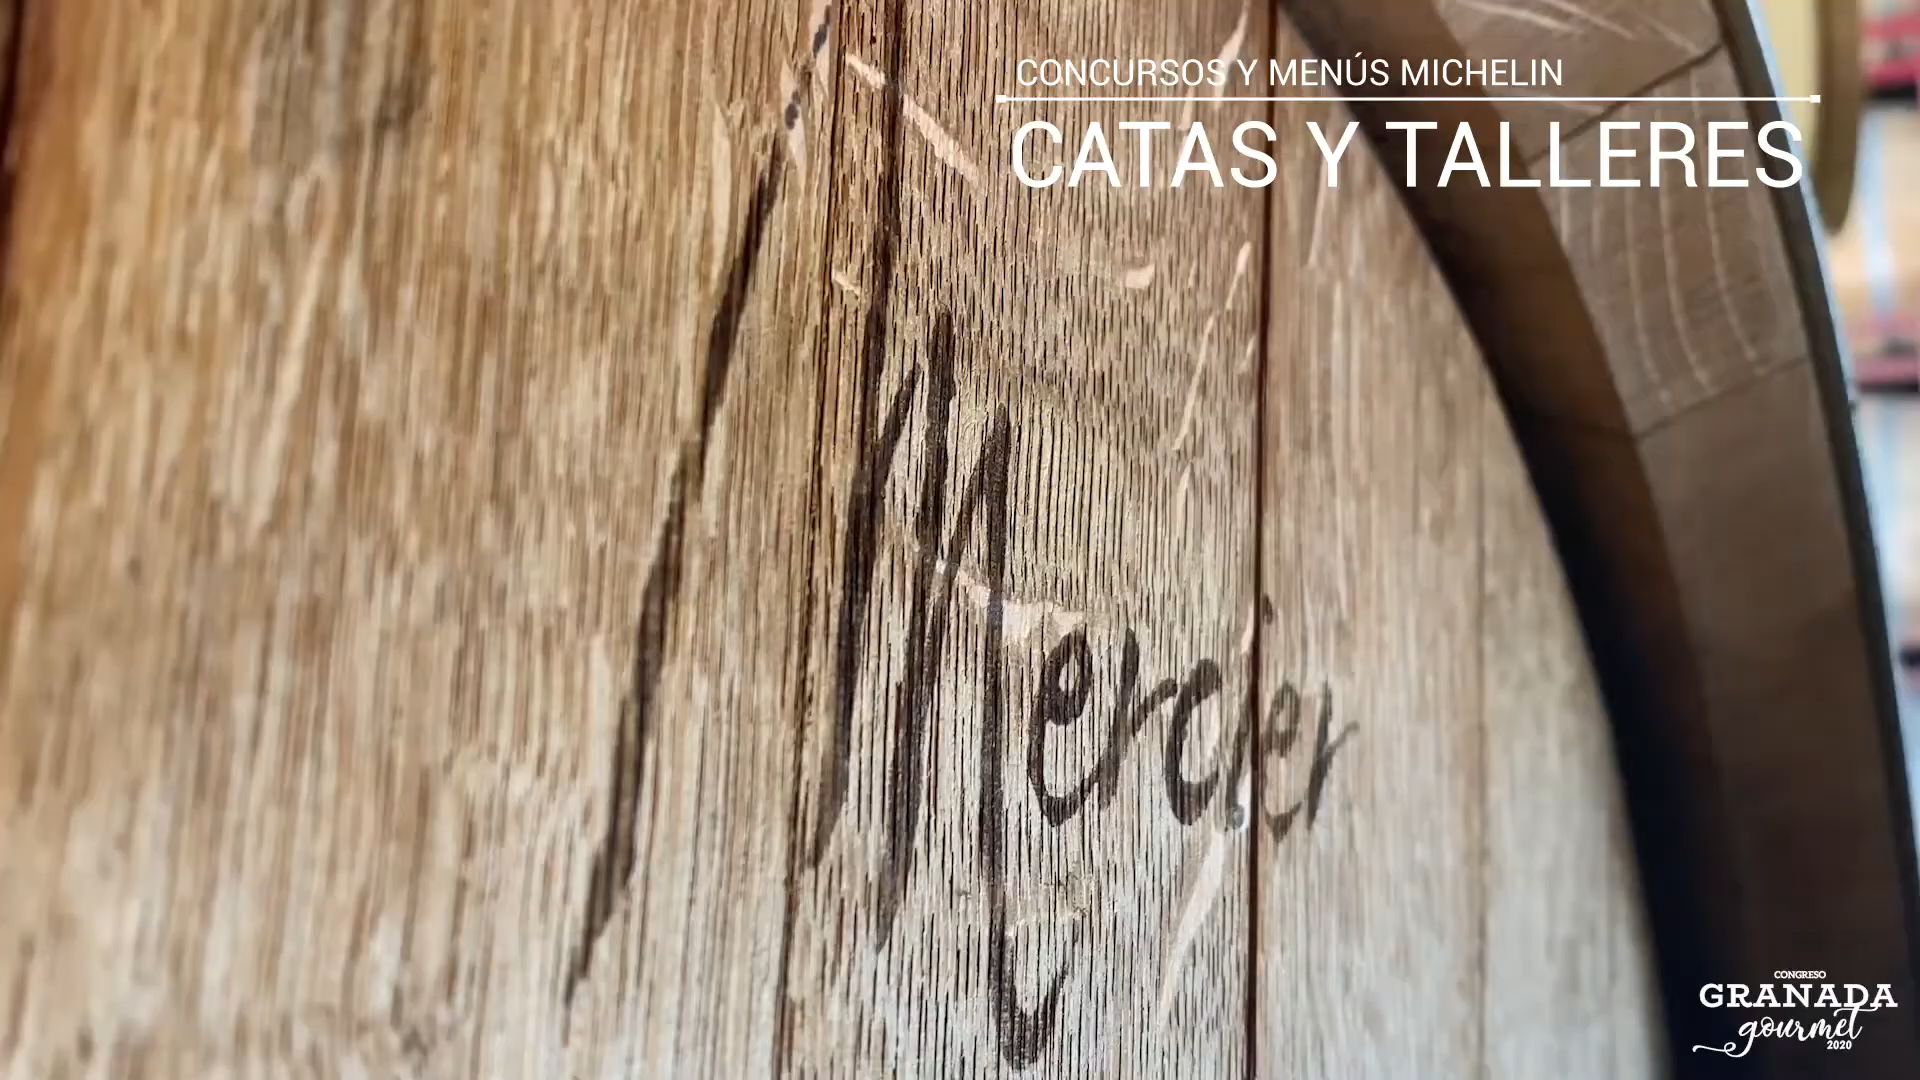 CONCURSOS Y MENÚS MICHELIN
CATAS Y TALLERES
Mercier
CONGRESO
GRANADA
gourmet
2020